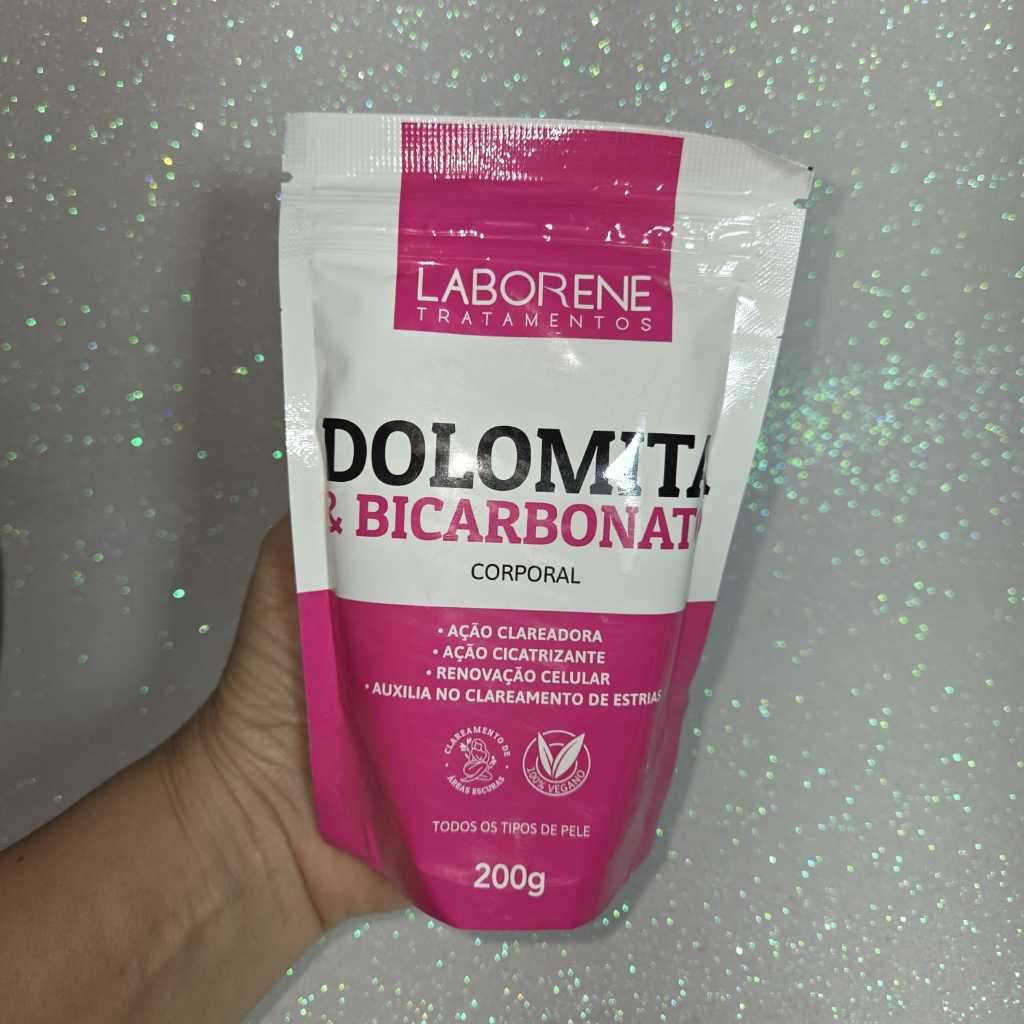 LABORENE
TRATAMENTOS
DOLOMITA
& BICARBONATO
CORPORAL
• AÇÃO CLAREADORA
• AÇÃO CICATRIZANTE
• RENOVAÇÃO CELULAR
• AUXILIA NO CLAREAMENTO DE ESTRIAS
CLAREAMENTO DE
ÁREAS ESCURAS
100% VEGANO
TODOS OS TIPOS DE PELE
200g